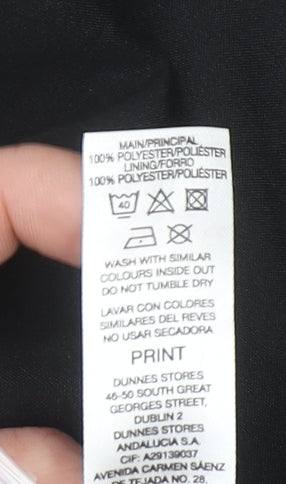 MAIN/PRINCIPAL
100% POLYESTER/POLIÉSTER
LINING/FORRO
100% POLYESTER/POLIÉSTER
40
WASH WITH SIMILAR
COLOURS INSIDE OUT
DO NOT TUMBLE DRY
LAVAR CON COLORES
SIMILARES DEL REVES
NO USAR SECADORA
PRINT
DUNNES STORES
46-50 SOUTH GREAT
GEORGES STREET,
DUBLIN 2
DUNNES STORES
ANDALUCIA S.A.
CIF: A29139037
AVENIDA CARMEN SÁENZ
DE TEJADA NO. 28,